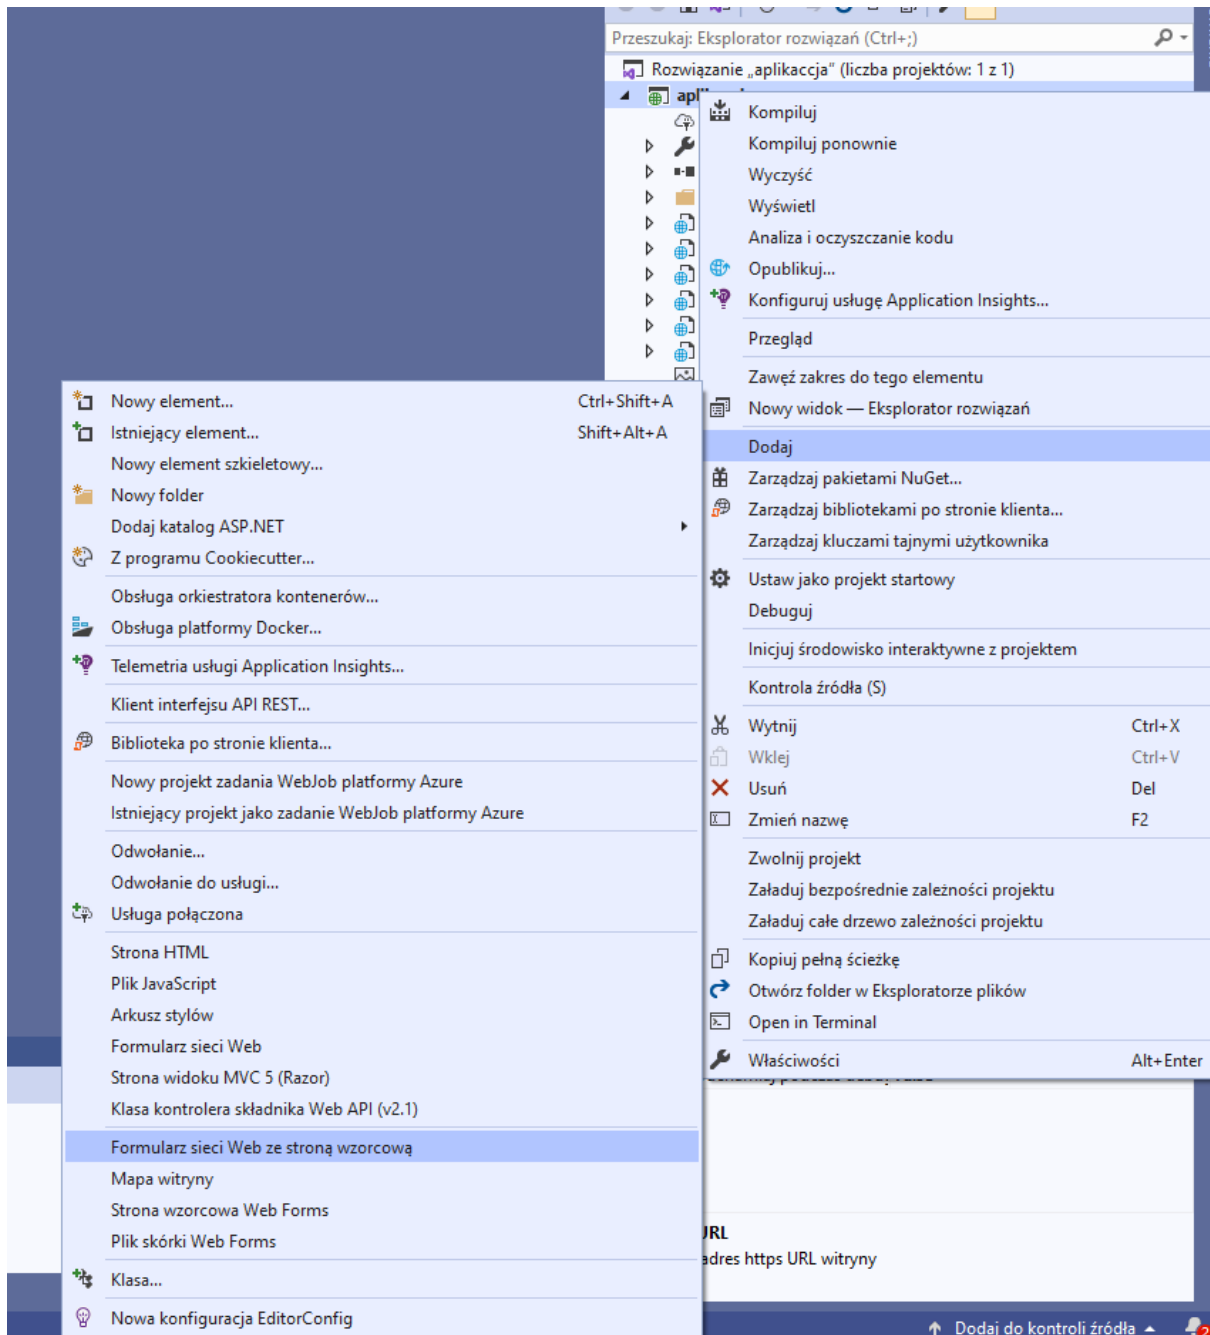 Przeszukaj: Eksplorator rozwiązań (Ctrl+;)
Rozwiązanie „aplikaccja” (liczba projektów: 1 z 1)
Kompiluj
Kompiluj ponownie
Wyczyść
Wyświetl
Analiza i oczyszczanie kodu
Opublikuj...
Konfiguruj usługę Application Insights...
Przegląd
Zawęź zakres do tego elementu
Nowy widok — Eksplorator rozwiązań
Dodaj
Zarządzaj pakietami NuGet...
Zarządzaj bibliotekami po stronie klienta...
Zarządzaj kluczami tajnymi użytkownika
Ustaw jako projekt startowy
Debuguj
Inicjuj środowisko interaktywne z projektem
Kontrola źródła (S)
Wytnij Ctrl+X
Wklej Ctrl+V
Usuń Del
Zmień nazwę F2
Zwolnij projekt
Załaduj bezpośrednie zależności projektu
Załaduj całe drzewo zależności projektu
Kopiuj pełną ścieżkę
Otwórz folder w Eksploratorze plików
Open in Terminal
Właściwości Alt+Enter
Nowy element... Ctrl+Shift+A
Istniejący element... Shift+Alt+A
Nowy element szkieletowy...
Nowy folder
Dodaj katalog ASP.NET
Z programu Cookiecutter...
Obsługa orkiestratora kontenerów...
Obsługa platformy Docker...
Telemetria usługi Application Insights...
Klient interfejsu API REST...
Biblioteka po stronie klienta...
Nowy projekt zadania WebJob platformy Azure
Istniejący projekt jako zadanie WebJob platformy Azure
Odwołanie...
Odwołanie do usługi...
Usługa połączona
Strona HTML
Plik JavaScript
Arkusz stylów
Formularz sieci Web
Strona widoku MVC 5 (Razor)
Klasa kontrolera składnika Web API (v2.1)
Formularz sieci Web ze stroną wzorcową
Mapa witryny
Strona wzorcowa Web Forms
Plik skórki Web Forms
Klasa...
Nowa konfiguracja EditorConfig
URL
adres https URL witryny
Dodaj do kontroli źródła
2